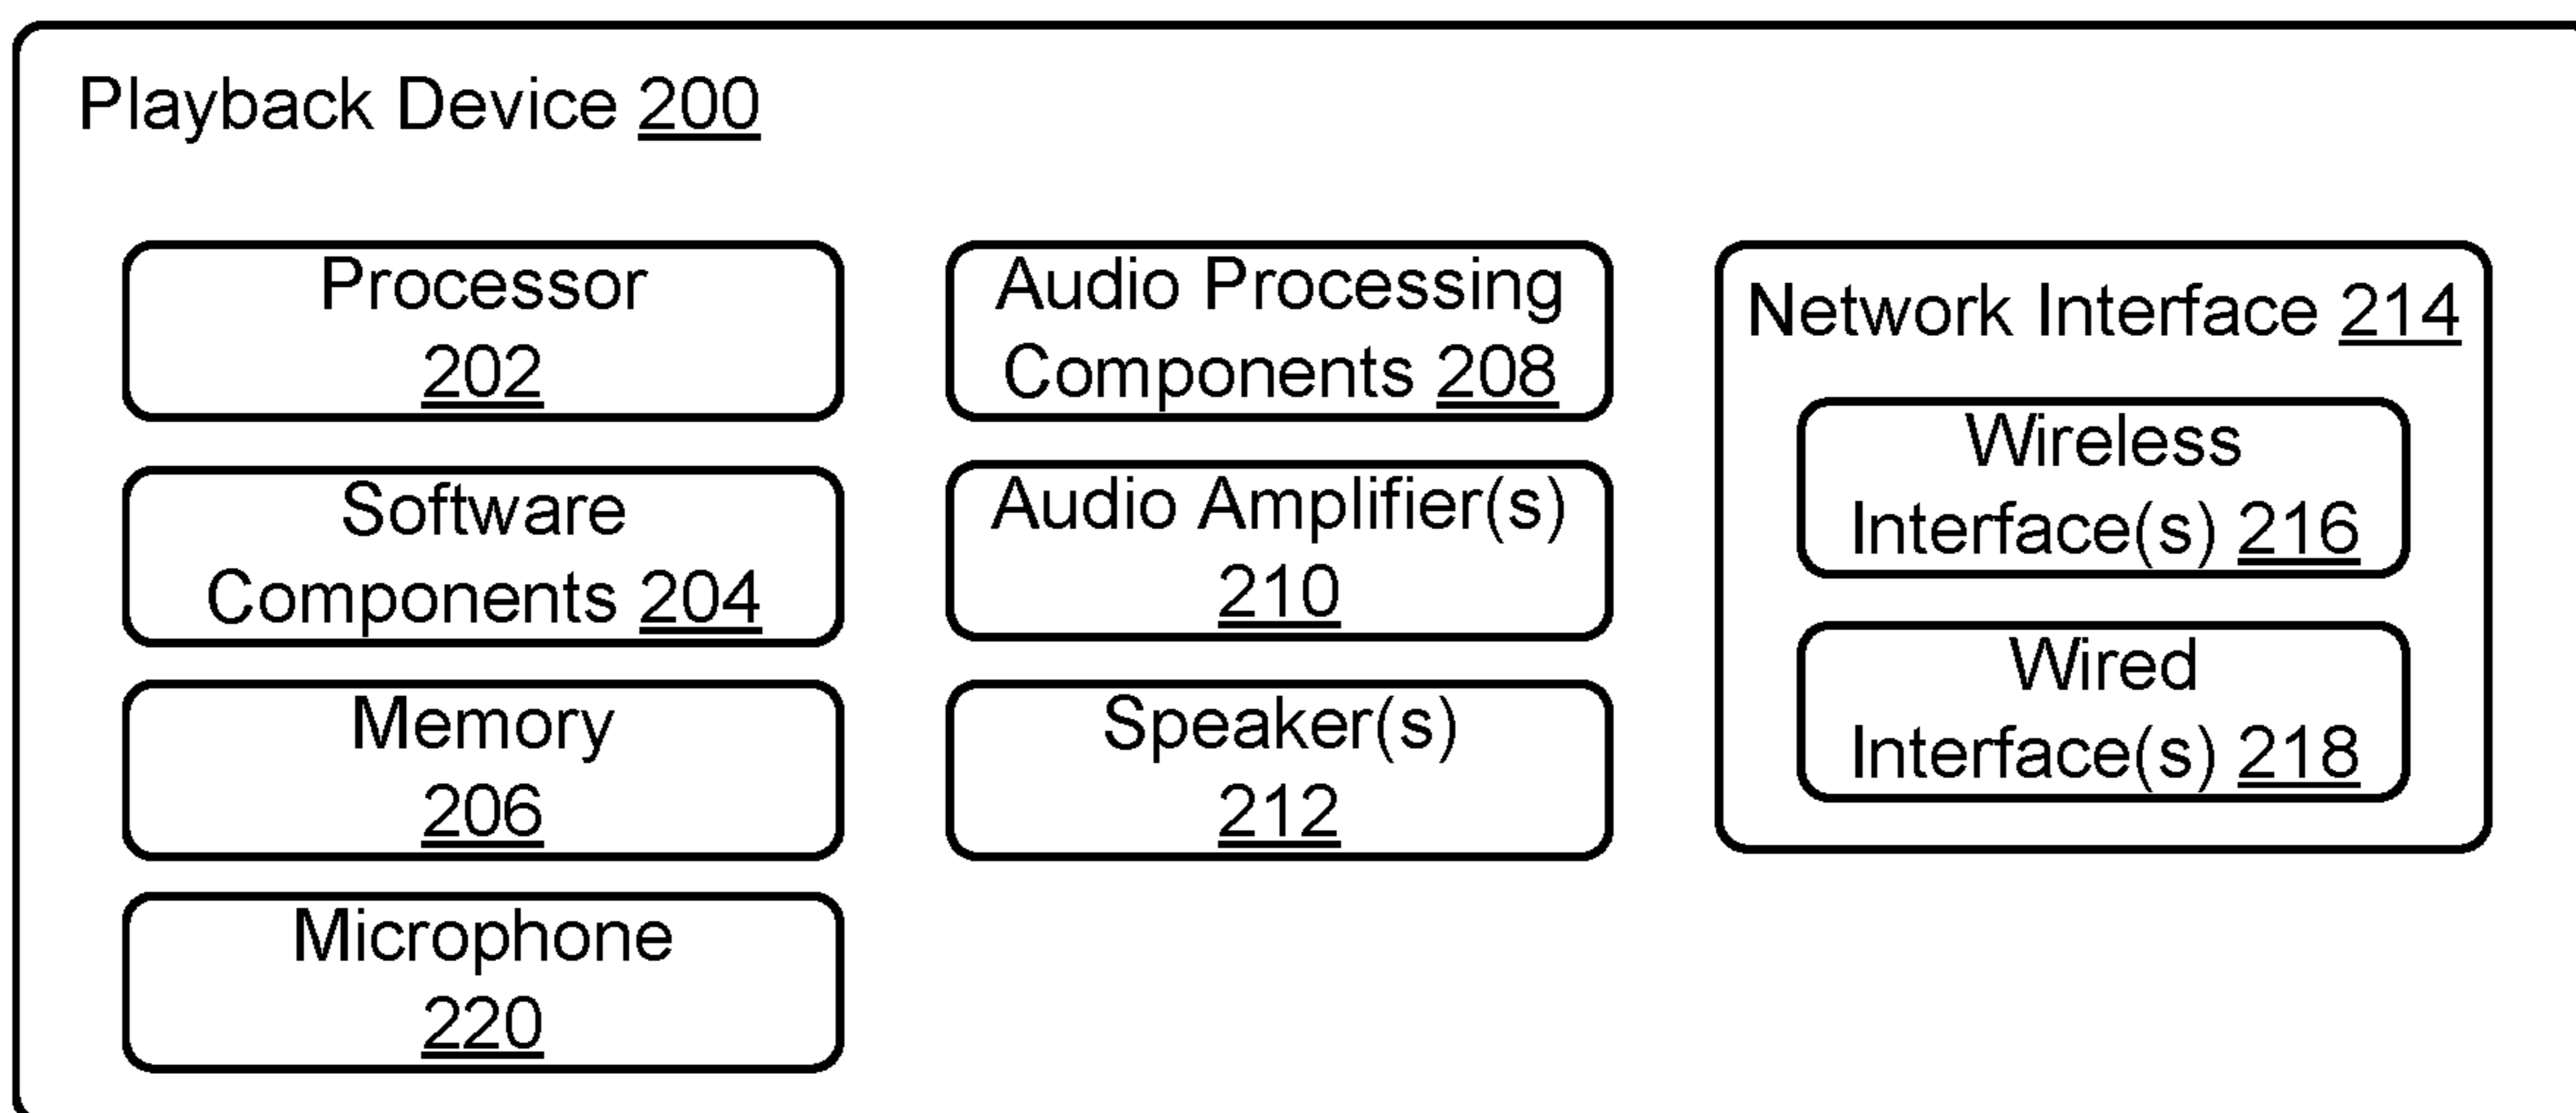 Playback Device 200
Processor
202
Software
Components 204
Memory
206
Microphone
220
Audio Processing
Components 208
Audio Amplifier(s)
210
Speaker(s)
212
Network Interface 214
Wireless
Interface(s) 216
Wired
Interface(s) 218